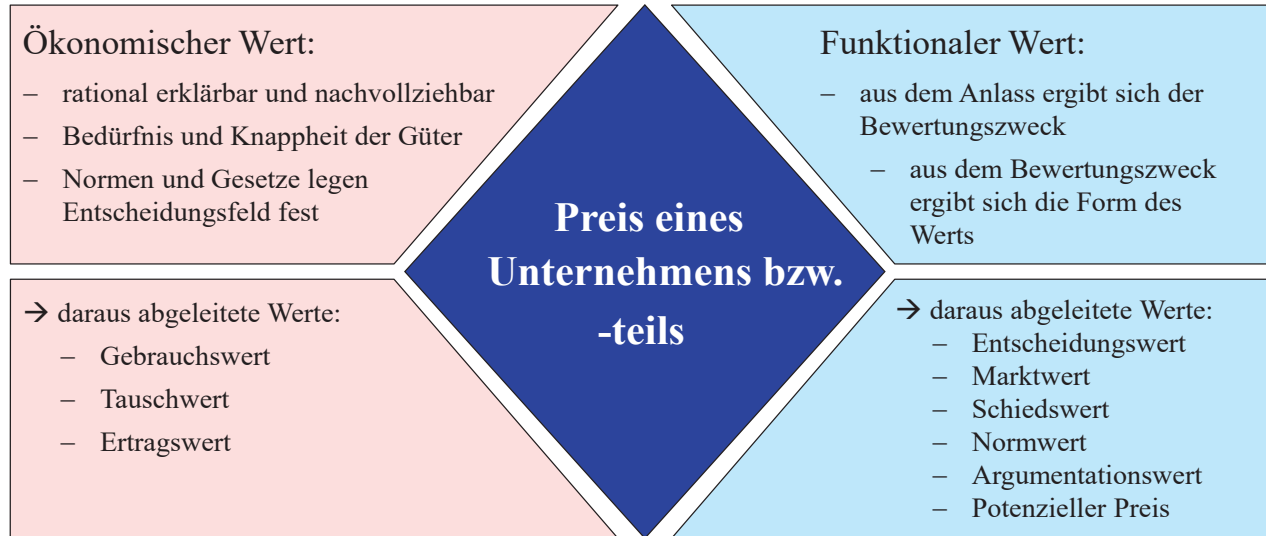 Ökonomischer Wert:
– rational erklärbar und nachvollziehbar
– Bedürfnis und Knappheit der Güter
– Normen und Gesetze legen
Entscheidungsfeld fest
→ daraus abgeleitete Werte:
– Gebrauchswert
– Tauschwert
– Ertragswert
Preis eines
Unternehmens bzw.
-teils
Funktionaler Wert:
– aus dem Anlass ergibt sich der
Bewertungszweck
– aus dem Bewertungszweck
ergibt sich die Form des
Werts
→ daraus abgeleitete Werte:
– Entscheidungswert
– Marktwert
– Schiedswert
– Normwert
– Argumentationswert
– Potenzieller Preis